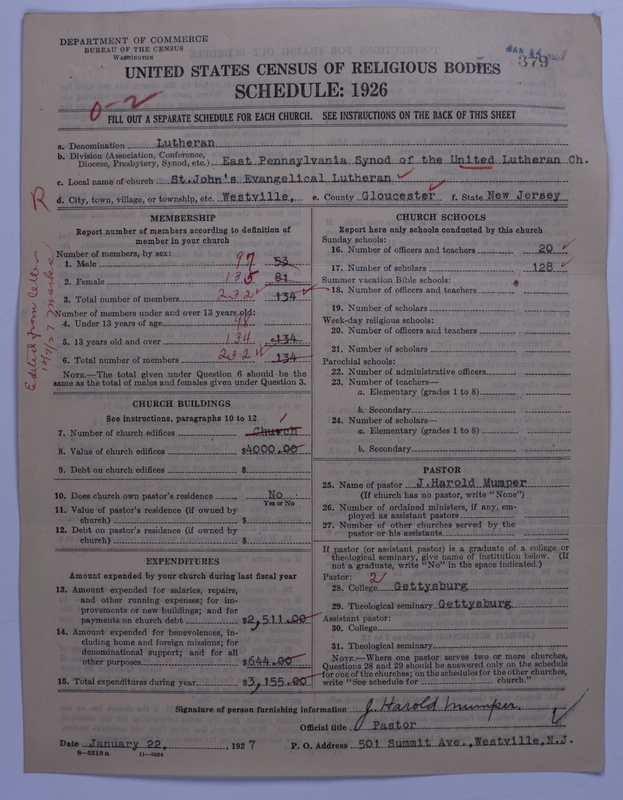 DEPARTMENT OF COMMERCE
BUREAU OF THE CENSUS
WASHINGTON
379
UNITED STATES CENSUS OF RELIGIOUS BODIES
SCHEDULE: 1926
0-2
FILL OUT A SEPARATE SCHEDULE FOR EACH CHURCH. SEE INSTRUCTIONS ON THE BACK OF THIS SHEET
a. Denomination Lutheran
b. Division (Association, Conference, Diocese, Presbytery, Synod, etc.) East Pennsylvania Synod of the United Lutheran Ch.
c. Local name of church St.John's Evangelical Lutheran
d. City, town, village, or township, etc. Westville, e. County Gloucester f. State New Jersey
R
Edited from letter
10/7/27
MEMBERSHIP
Report number of members according to definition of
member in your church
Number of members, by sex:
1. Male 97 53
2. Female 135 81
3. Total number of members 232 134
Number of members under and over 13 years old:
4. Under 13 years of age 98
5. 13 years old and over 134 134
6. Total number of members 232 134
NOTE.—The total given under Question 6 should be the
same as the total of males and females given under Question 3.
CHURCH BUILDINGS
See instructions, paragraphs 10 to 12
7. Number of church edifices Church
8. Value of church edifices $4000.00
9. Debt on church edifices $
10. Does church own pastor's residence No
Yes or No
11. Value of pastor's residence (if owned by
church) $
12. Debt on pastor's residence (if owned by
church) $
EXPENDITURES
Amount expended by your church during last fiscal year
13. Amount expended for salaries, repairs,
and other running expenses; for im-
provements or new buildings; and for
payments on church debt $2,511.00
14. Amount expended for benevolences, in-
cluding home and foreign missions; for
denominational support; and for all
other purposes $644.00
15. Total expenditures during year $3,155.00
CHURCH SCHOOLS
Report here only schools conducted by this church
Sunday schools:
16. Number of officers and teachers 20
17. Number of scholars 128
Summer vacation Bible schools:
18. Number of officers and teachers
19. Number of scholars
Week-day religious schools:
20. Number of officers and teachers
21. Number of scholars
Parochial schools:
22. Number of administrative officers
23. Number of teachers—
a. Elementary (grades 1 to 8)
b. Secondary
24. Number of scholars—
a. Elementary (grades 1 to 8)
b. Secondary
PASTOR
25. Name of pastor J.Harold Mumper
(If church has no pastor, write "None")
26. Number of ordained ministers, if any, em-
ployed as assistant pastors
27. Number of other churches served by the
pastor or his assistants
If pastor (or assistant pastor) is a graduate of a college or
theological seminary, give name of institution below. (If
not a graduate, write "No" in the space indicated.)
Pastor: 2
28. College Gettysburg
29. Theological seminary Gettysburg
Assistant pastor:
30. College
31. Theological seminary
NOTE.—Where one pastor serves two or more churches,
Questions 28 and 29 should be answered only on the schedule
for one of the churches; on the schedules for the other churches,
write "See schedule for church."
Signature of person furnishing information J. Harold Mumper.
Official title Pastor
Date January 22, , 1927 P. O. Address 501 Summit Ave.,Westville,N.J.
8-5219a 11-9024